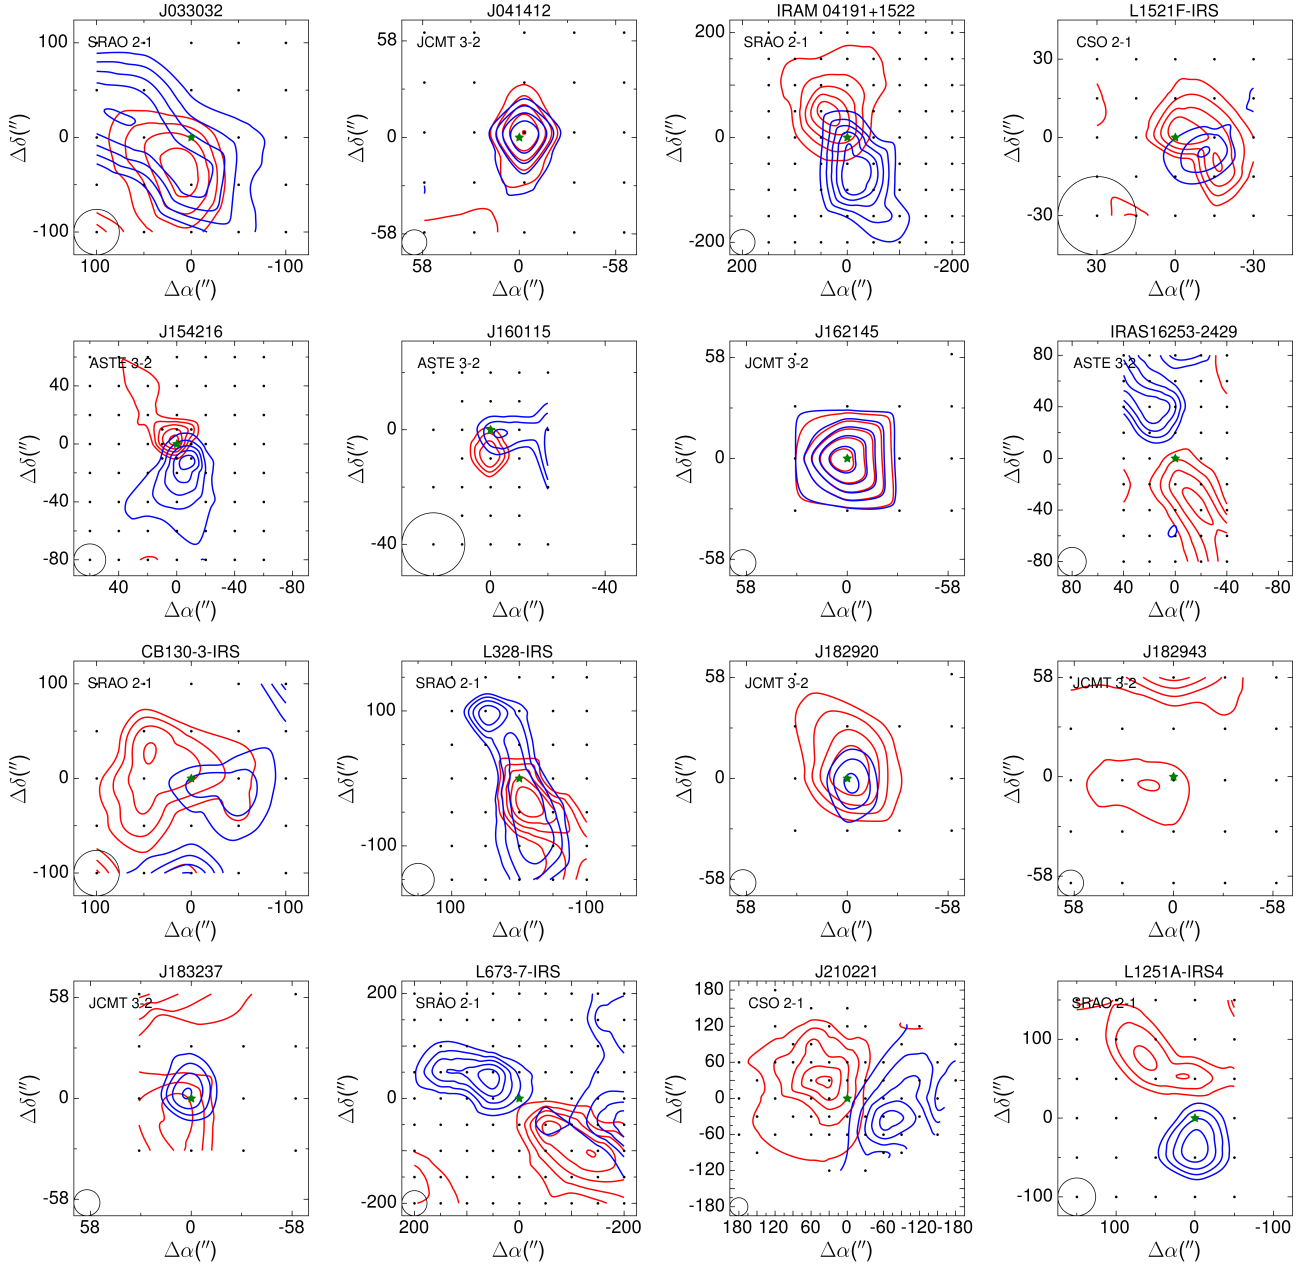 J033032
SRAO 2-1
100
0
-100
100 0 -100
Δα(′′)
Δδ(′′)
J041412
JCMT 3-2
58
0
-58
58 0 -58
Δα(′′)
Δδ(′′)
IRAM 04191+1522
SRAO 2-1
200
0
-200
200 0 -200
Δα(′′)
Δδ(′′)
L1521F-IRS
CSO 2-1
30
0
-30
30 0 -30
Δα(′′)
Δδ(′′)
J154216
ASTE 3-2
40
0
-40
-80
40 0 -40 -80
Δα(′′)
Δδ(′′)
J160115
ASTE 3-2
0
-40
0 -40
Δα(′′)
Δδ(′′)
J162145
JCMT 3-2
58
0
-58
58 0 -58
Δα(′′)
Δδ(′′)
IRAS16253-2429
ASTE 3-2
80
40
0
-40
-80
80 40 0 -40 -80
Δα(′′)
Δδ(′′)
CB130-3-IRS
SRAO 2-1
100
0
-100
100 0 -100
Δα(′′)
Δδ(′′)
L328-IRS
SRAO 2-1
100
0
-100
100 0 -100
Δα(′′)
Δδ(′′)
J182920
JCMT 3-2
58
0
-58
58 0 -58
Δα(′′)
Δδ(′′)
J182943
JCMT 3-2
58
0
-58
58 0 -58
Δα(′′)
Δδ(′′)
J183237
JCMT 3-2
58
0
-58
58 0 -58
Δα(′′)
Δδ(′′)
L673-7-IRS
SRAO 2-1
200
100
0
-100
-200
200 0 -200
Δα(′′)
Δδ(′′)
J210221
CSO 2-1
180
120
60
0
-60
-120
-180
180 120 60 0 -60 -120 -180
Δα(′′)
Δδ(′′)
L1251A-IRS4
SRAO 2-1
100
0
-100
100 0 -100
Δα(′′)
Δδ(′′)